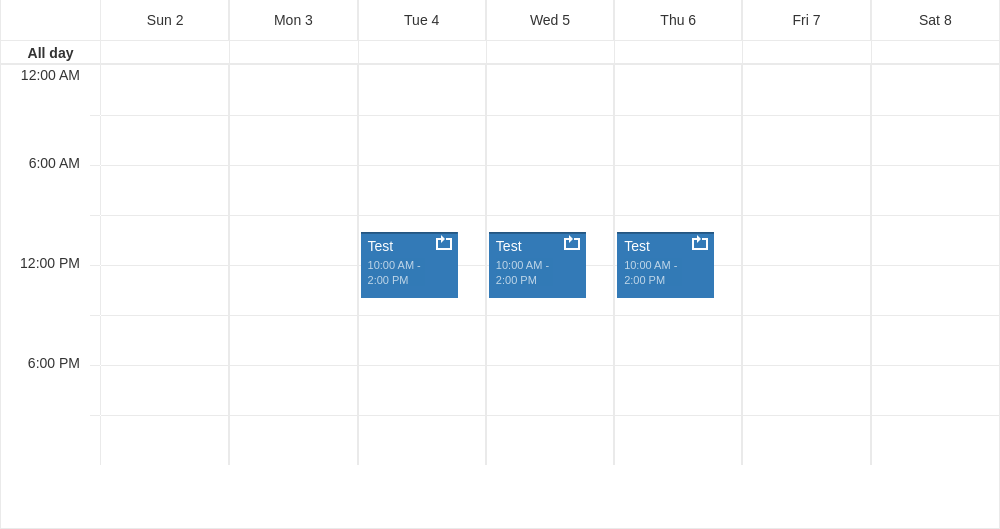 Sun 2 Mon 3 Tue 4 Wed 5 Thu 6 Fri 7 Sat 8
All day
12:00 AM
6:00 AM
Test Test Test
10:00 AM - 10:00 AM - 10:00 AM -
12:00 PM
2:00 PM 2:00 PM 2:00 PM
6:00 PM